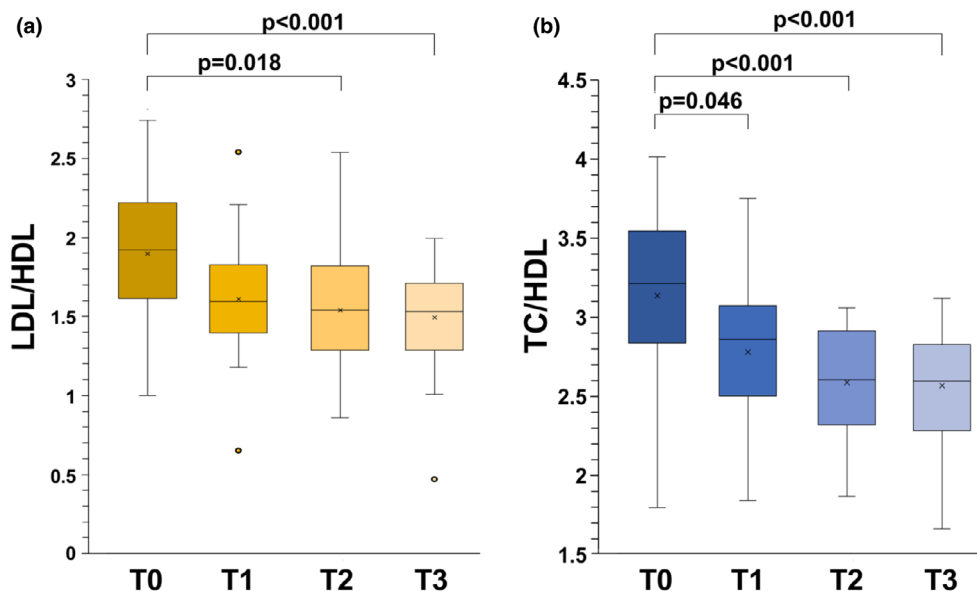 (a)
p<0.001
p=0.018
LDL/HDL
3
2.5
2
1.5
1
0.5
0
T0 T1 T2 T3
(b)
p<0.001
p<0.001
p=0.046
TC/HDL
4.5
4
3.5
3
2.5
2
1.5
T0 T1 T2 T3